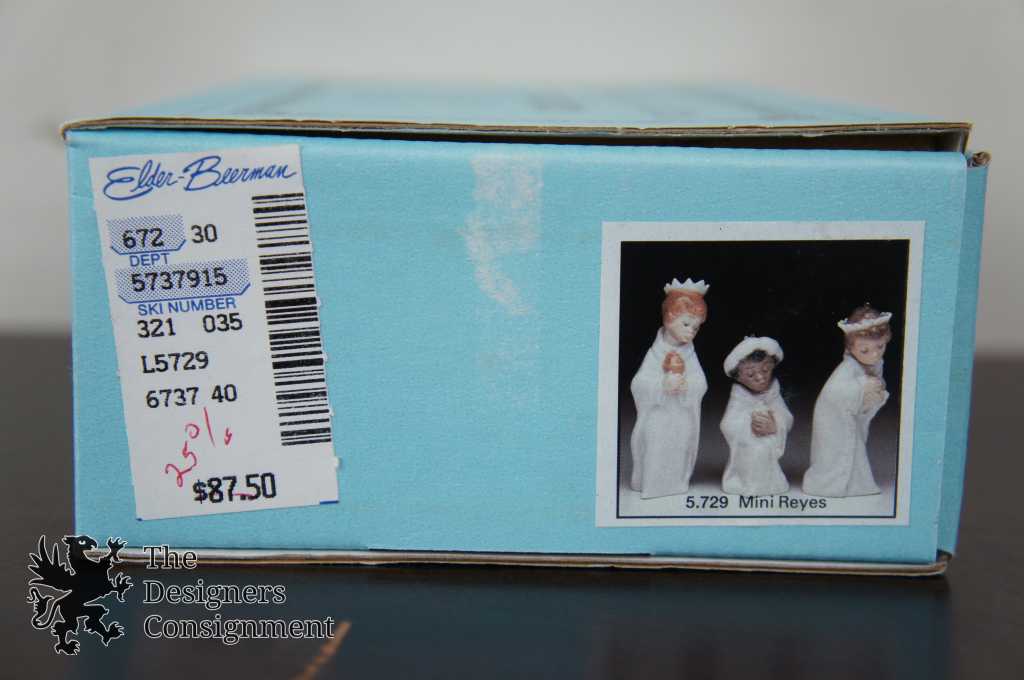 Elder-Beerman
672 30
DEPT
5737915
SKI NUMBER
321 035
L5729
6737 40
25%
$87.50
5.729 Mini Reyes
The
Designers
Consignment